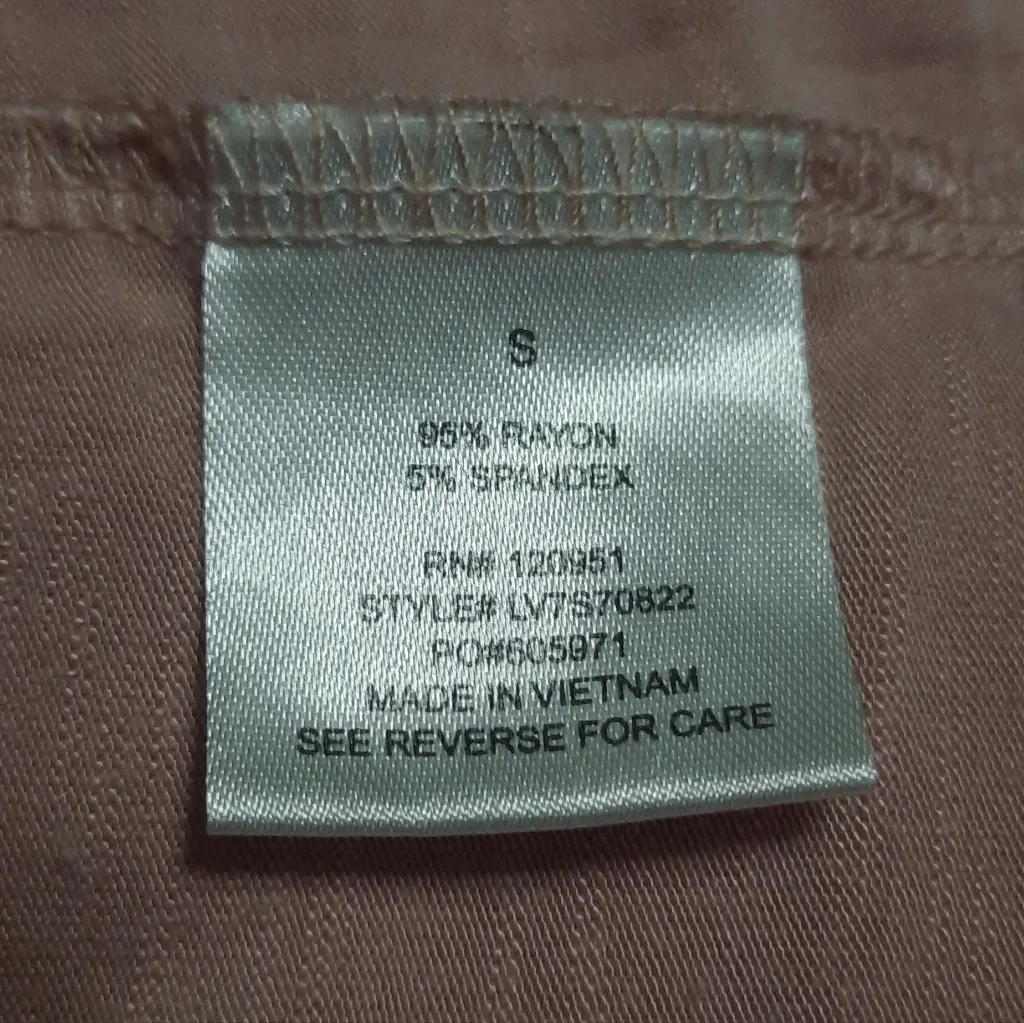 S
95% RAYON
5% SPANDEX
RN# 120951
STYLE# LV7S70822
PO#605971
MADE IN VIETNAM
SEE REVERSE FOR CARE